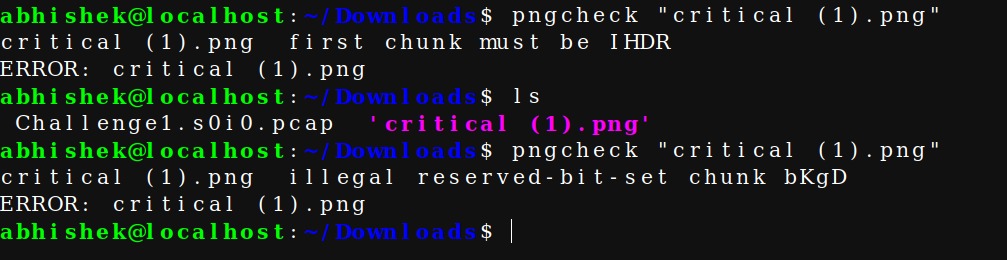 abhishek@localhost:~/Downloads$ pngcheck "critical (1).png"
critical (1).png  first chunk must be IHDR
ERROR: critical (1).png
abhishek@localhost:~/Downloads$ ls
 Challenge1.s0i0.pcap  'critical (1).png'
abhishek@localhost:~/Downloads$ pngcheck "critical (1).png"
critical (1).png  illegal reserved-bit-set chunk bKgD
ERROR: critical (1).png
abhishek@localhost:~/Downloads$